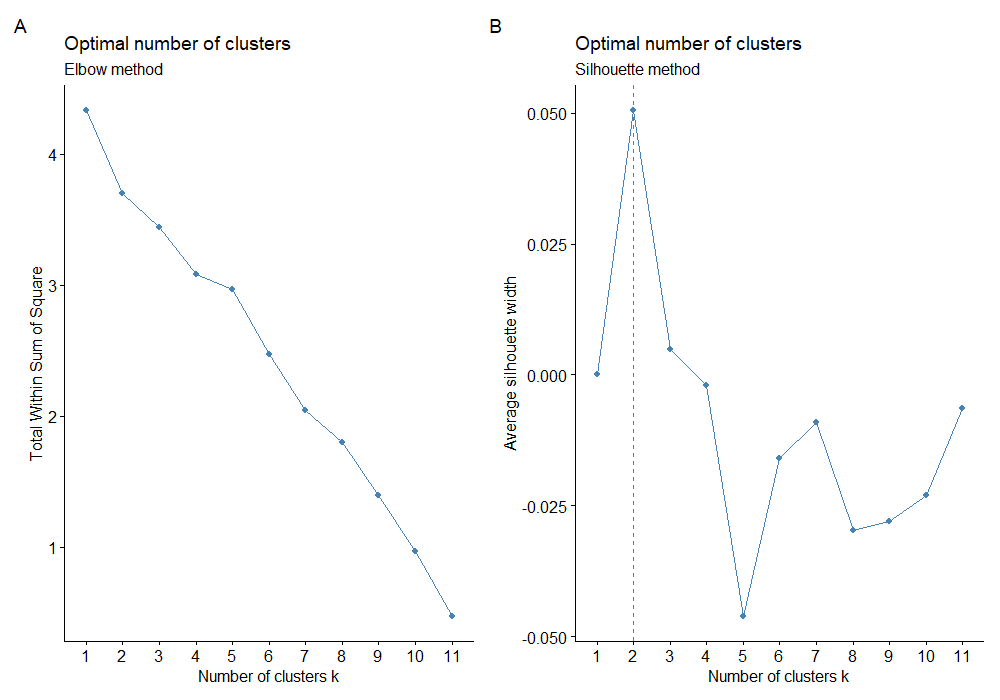 A
Optimal number of clusters
Elbow method
Total Within Sum of Square
4
3
2
1
1 2 3 4 5 6 7 8 9 10 11
Number of clusters k
B
Optimal number of clusters
Silhouette method
Average silhouette width
0.050
0.025
0.000
-0.025
-0.050
1 2 3 4 5 6 7 8 9 10 11
Number of clusters k